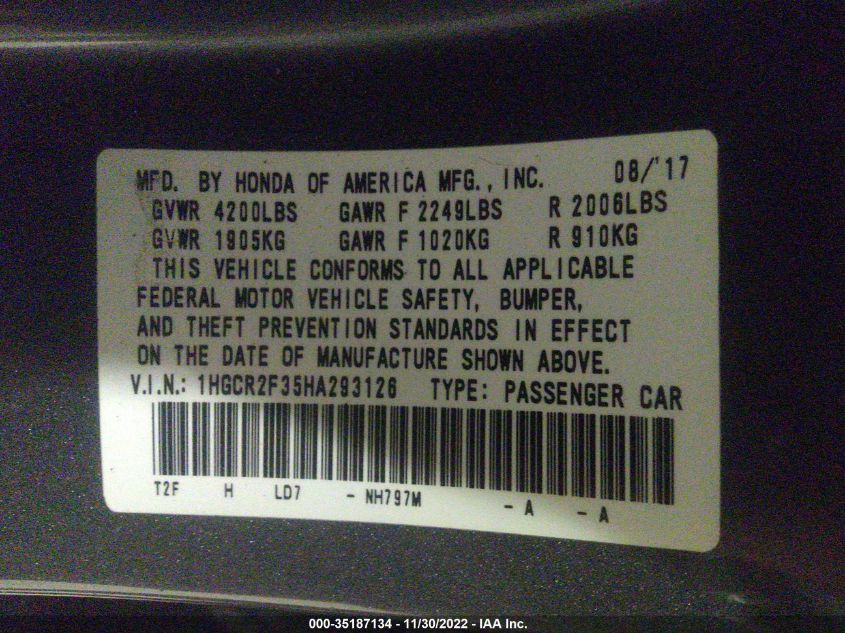 MFD. BY HONDA OF AMERICA MFG., INC. 08/'17
GVWR 4200LBS GAWR F 2249LBS R 2006LBS
GVWR 1905KG GAWR F 1020KG R 910KG
THIS VEHICLE CONFORMS TO ALL APPLICABLE
FEDERAL MOTOR VEHICLE SAFETY, BUMPER,
AND THEFT PREVENTION STANDARDS IN EFFECT
ON THE DATE OF MANUFACTURE SHOWN ABOVE.
V.I.N.: 1HGCR2F35HA293126 TYPE: PASSENGER CAR
T2F H LD7 - NH797M - A - A
000-35187134 - 11/30/2022 - IAA Inc.